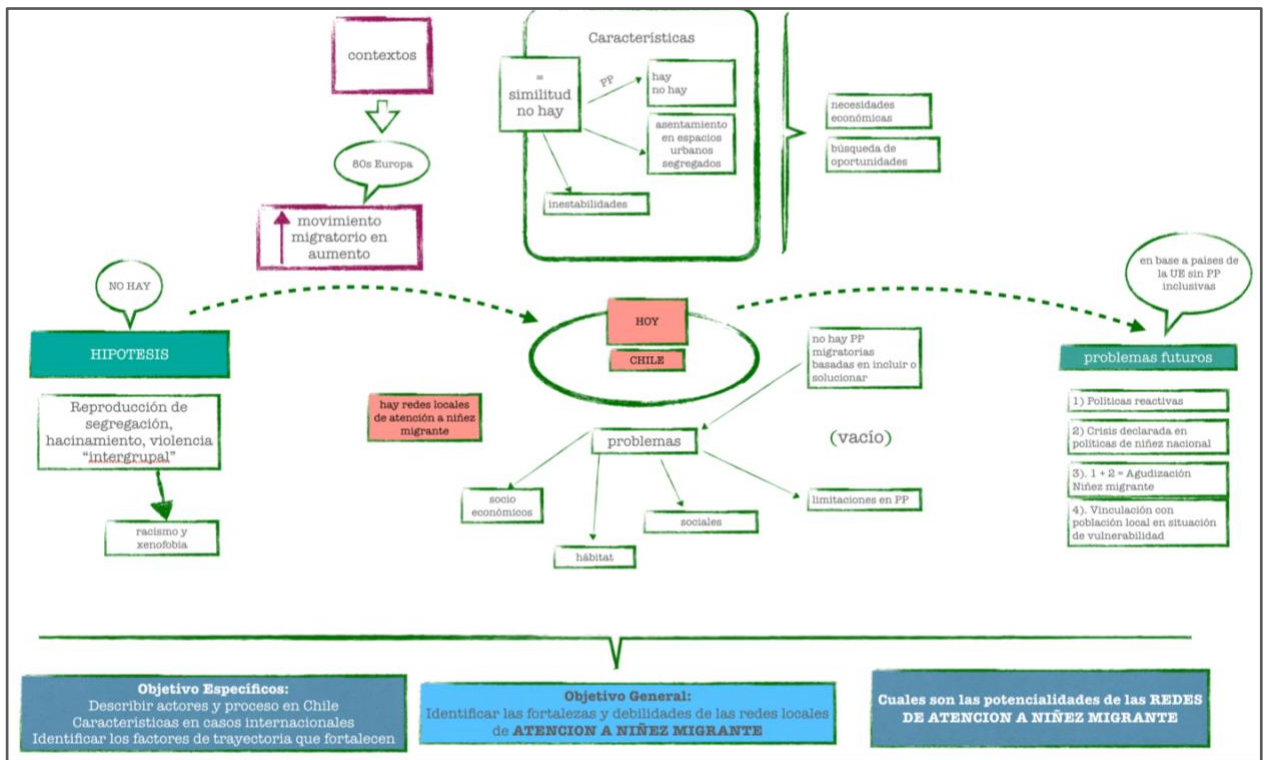 contextos
80s Europa
movimiento
migratorio en
aumento
Características
=
similitud
no hay
PP
hay
no hay
asentamiento
en espacios
urbanos
segregados
inestabilidades
necesidades
económicas
búsqueda de
oportunidades
NO HAY
HIPOTESIS
Reproducción de
segregación,
hacinamiento, violencia
“intergrupal”
racismo y
xenofobia
HOY
CHILE
hay redes locales
de atención a niñez
migrante
no hay PP
migratorias
basadas en incluir o
solucionar
problemas
(vacío)
socio
económicos
hábitat
sociales
limitaciones en PP
en base a paises de
la UE sin PP
inclusivas
problemas futuros
1) Políticas reactivas
2) Crisis declarada en
políticas de niñez nacional
3). 1 + 2 = Agudización
Niñez migrante
4). Vinculación con
población local en situación
de vulnerabilidad
Objetivo Específicos:
Describir actores y proceso en Chile
Características en casos internacionales
Identificar los factores de trayectoria que fortalecen
Objetivo General:
Identificar las fortalezas y debilidades de las redes locales
de ATENCION A NIÑEZ MIGRANTE
Cuales son las potencialidades de las REDES
DE ATENCION A NIÑEZ MIGRANTE